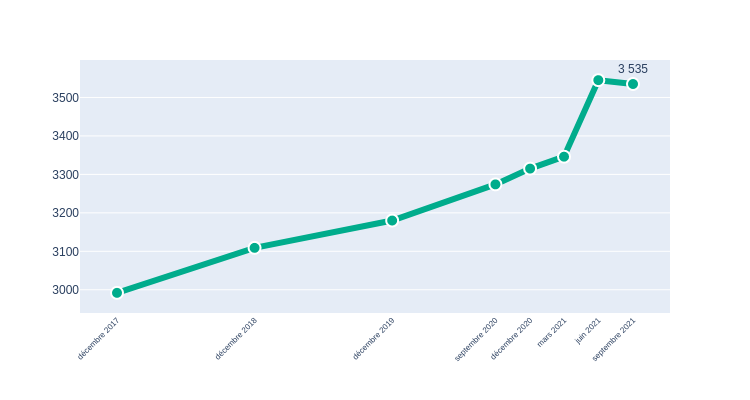 3 535
3500
3400
3300
3200
3100
3000
décembre 2017
décembre 2018
décembre 2019
septembre 2020
décembre 2020
mars 2021
juin 2021
septembre 2021